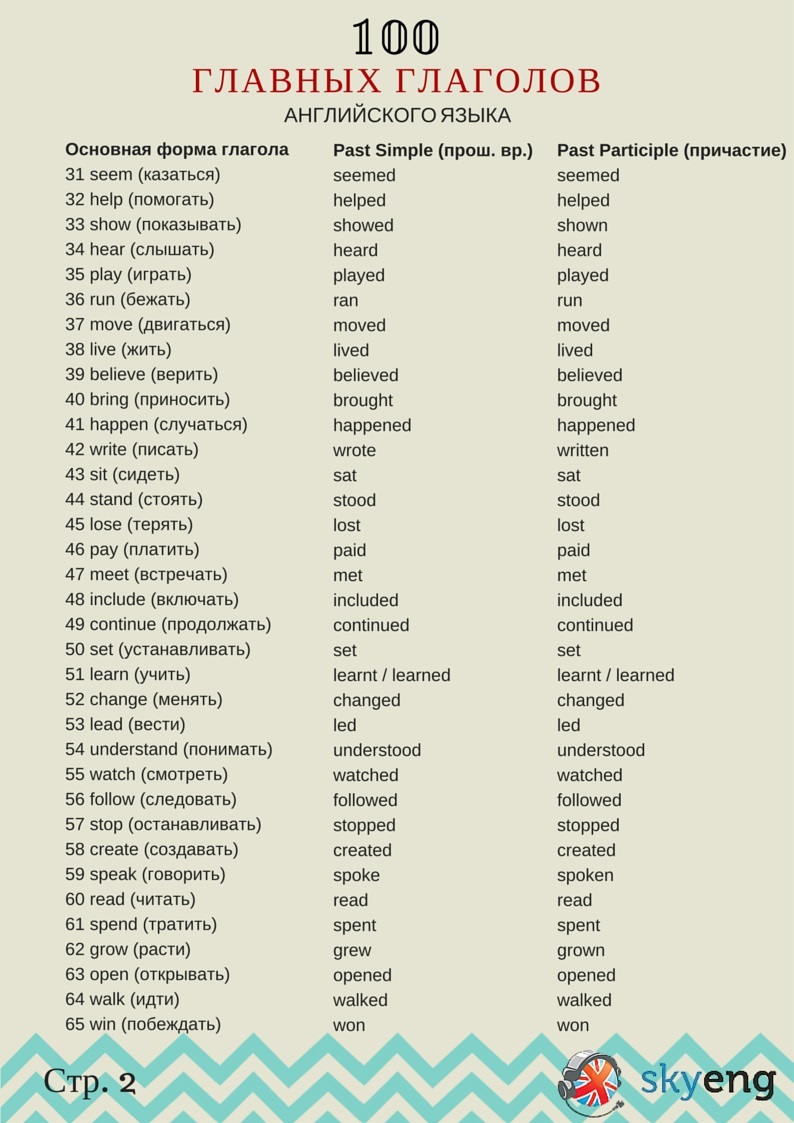 100
ГЛАВНЫХ ГЛАГОЛОВ
АНГЛИЙСКОГО ЯЗЫКА
Основная форма глагола Past Simple (прош. вр.) Past Participle (причастие)
31 seem (казаться) seemed seemed
32 help (помогать) helped helped
33 show (показывать) showed shown
34 hear (слышать) heard heard
35 play (играть) played played
36 run (бежать) ran run
37 move (двигаться) moved moved
38 live (жить) lived lived
39 believe (верить) believed believed
40 bring (приносить) brought brought
41 happen (случаться) happened happened
42 write (писать) wrote written
43 sit (сидеть) sat sat
44 stand (стоять) stood stood
45 lose (терять) lost lost
46 pay (платить) paid paid
47 meet (встречать) met met
48 include (включать) included included
49 continue (продолжать) continued continued
50 set (устанавливать) set set
51 learn (учить) learnt / learned learnt / learned
52 change (менять) changed changed
53 lead (вести) led led
54 understand (понимать) understood understood
55 watch (смотреть) watched watched
56 follow (следовать) followed followed
57 stop (останавливать) stopped stopped
58 create (создавать) created created
59 speak (говорить) spoke spoken
60 read (читать) read read
61 spend (тратить) spent spent
62 grow (расти) grew grown
63 open (открывать) opened opened
64 walk (идти) walked walked
65 win (побеждать) won won
Стр. 2 skyeng